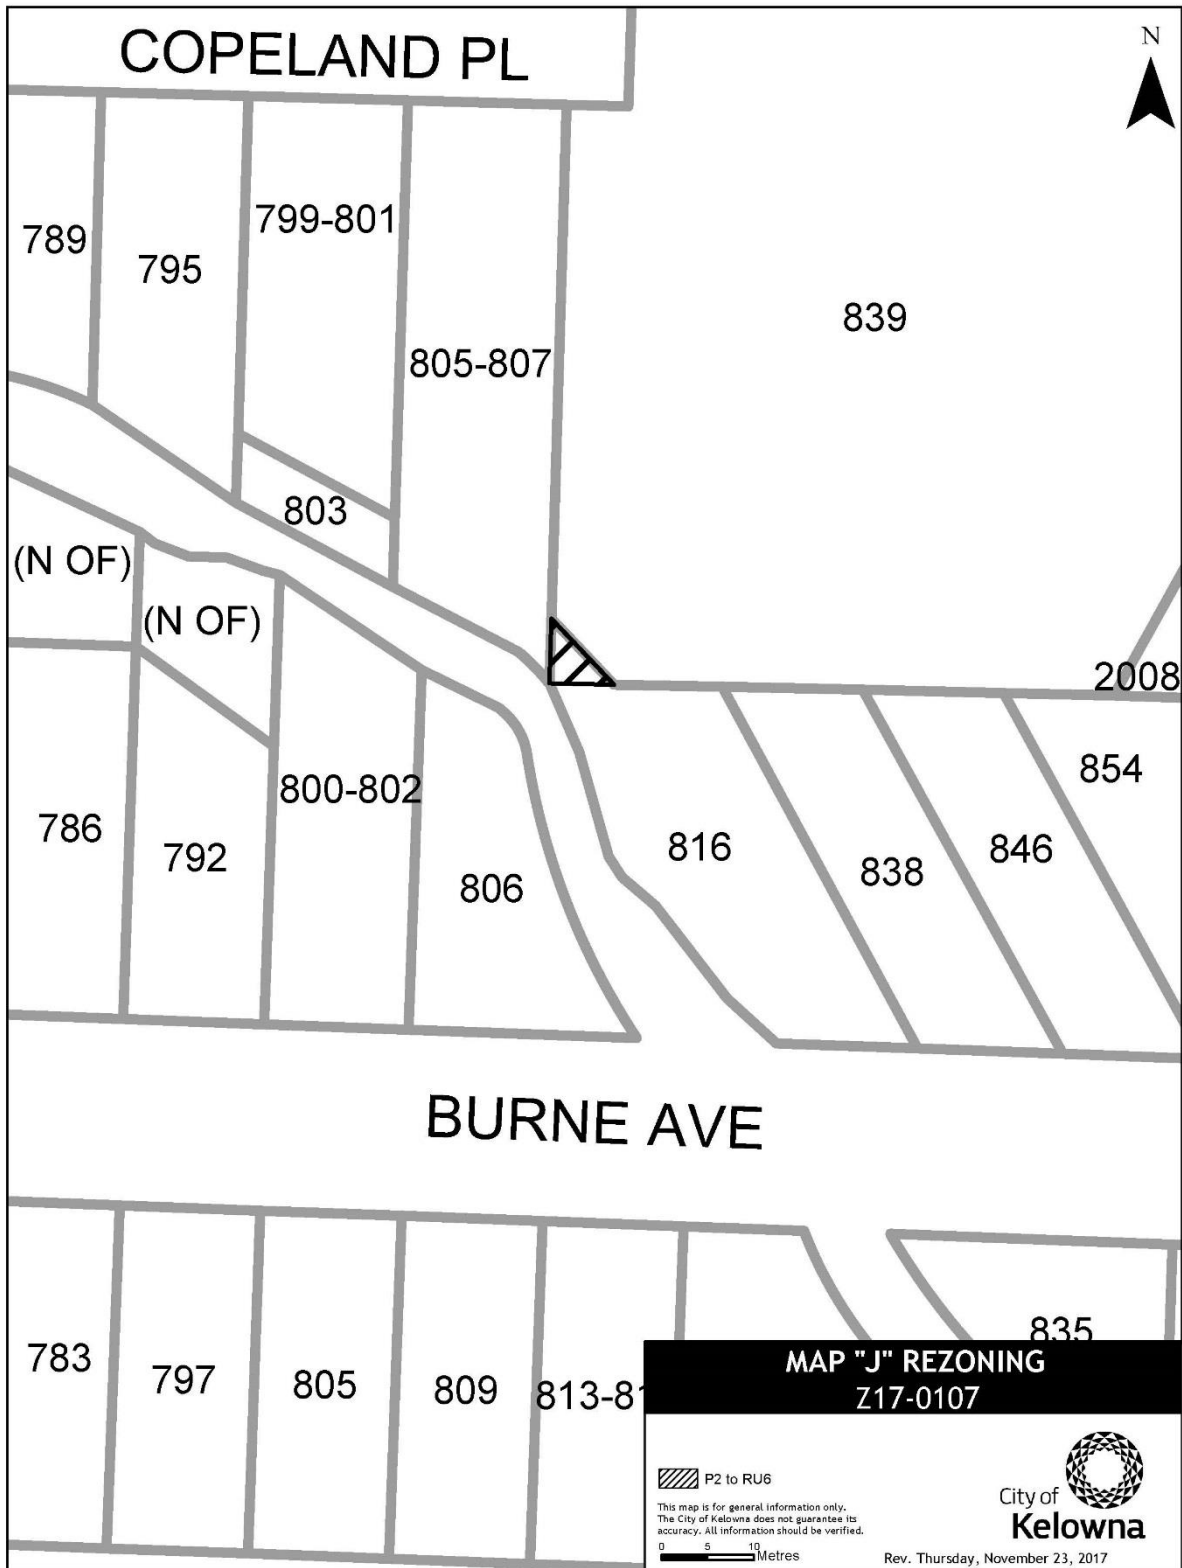 COPELAND PL
N
789
795
799-801
805-807
839
803
(N OF)
(N OF)
2008
854
786
792
800-802
806
816
838
846
BURNE AVE
783
797
805
809
813-81
835
MAP "J" REZONING
Z17-0107
P2 to RU6
This map is for general information only.
The City of Kelowna does not guarantee its
accuracy. All information should be verified.
0 5 10
Metres
City of
Kelowna
Rev. Thursday, November 23, 2017